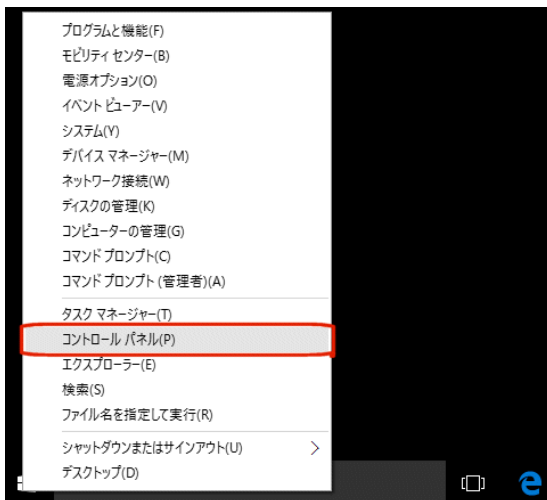 プログラムと機能(F)
モビリティ センター(B)
電源オプション(O)
イベント ビューアー(V)
システム(Y)
デバイス マネージャー(M)
ネットワーク接続(W)
ディスクの管理(K)
コンピューターの管理(G)
コマンド プロンプト(C)
コマンド プロンプト (管理者)(A)
タスク マネージャー(T)
コントロール パネル(P)
エクスプローラー(E)
検索(S)
ファイル名を指定して実行(R)
シャットダウンまたはサインアウト(U)
デスクトップ(D)